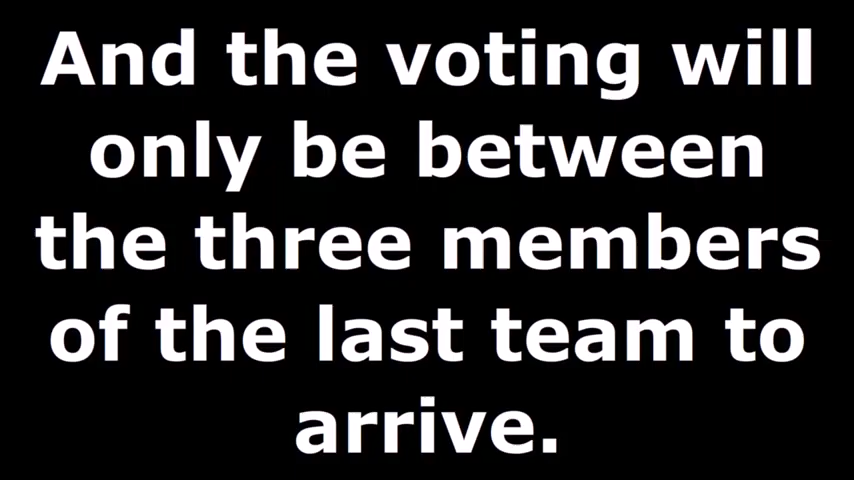 And the voting will
only be between
the three members
of the last team to
arrive.